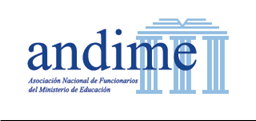 andime
Asociación Nacional de Funcionarios
del Ministerio de Educación